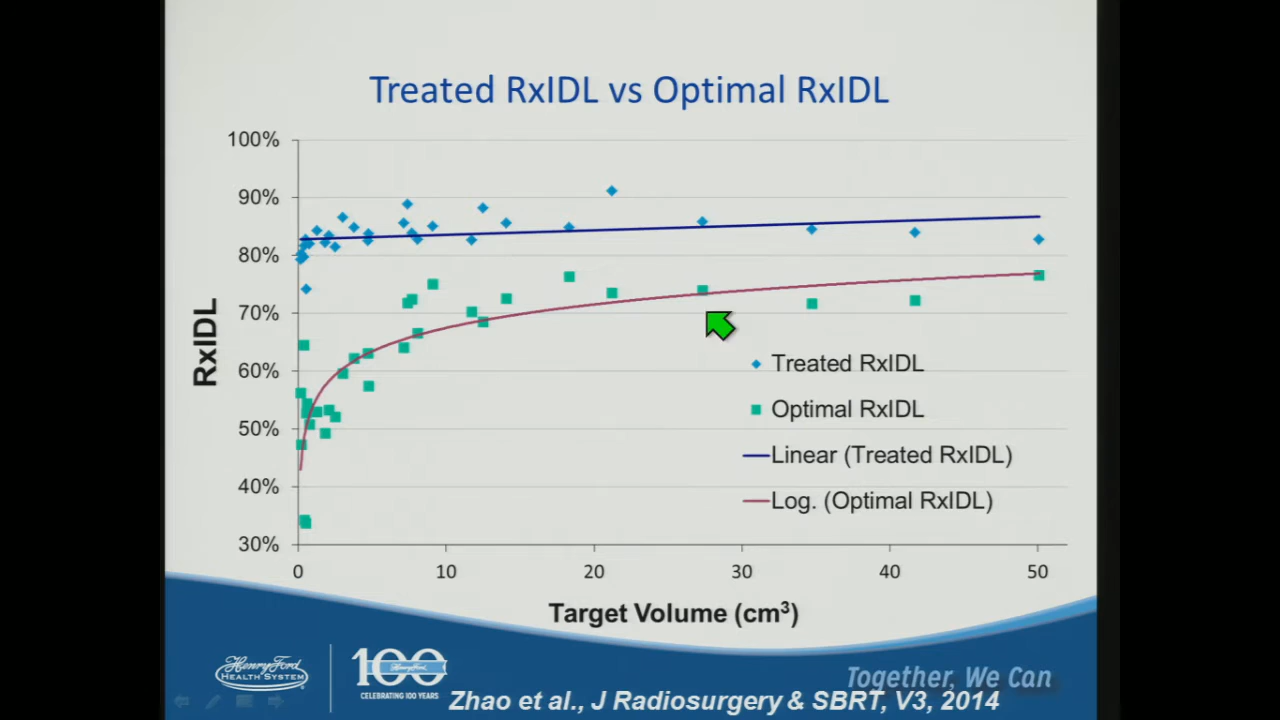 Treated RxIDL vs Optimal RxIDL
100%
90%
80%
70%
60%
50%
40%
30%
RxIDL
0
10
20
30
40
50
Target Volume (cm³)
Treated RxIDL
Optimal RxIDL
Linear (Treated RxIDL)
Log. (Optimal RxIDL)
Henry Ford
HEALTH SYSTEM
100
Henry Ford
CELEBRATING 100 YEARS
Together, We Can
Zhao et al., J Radiosurgery & SBRT, V3, 2014